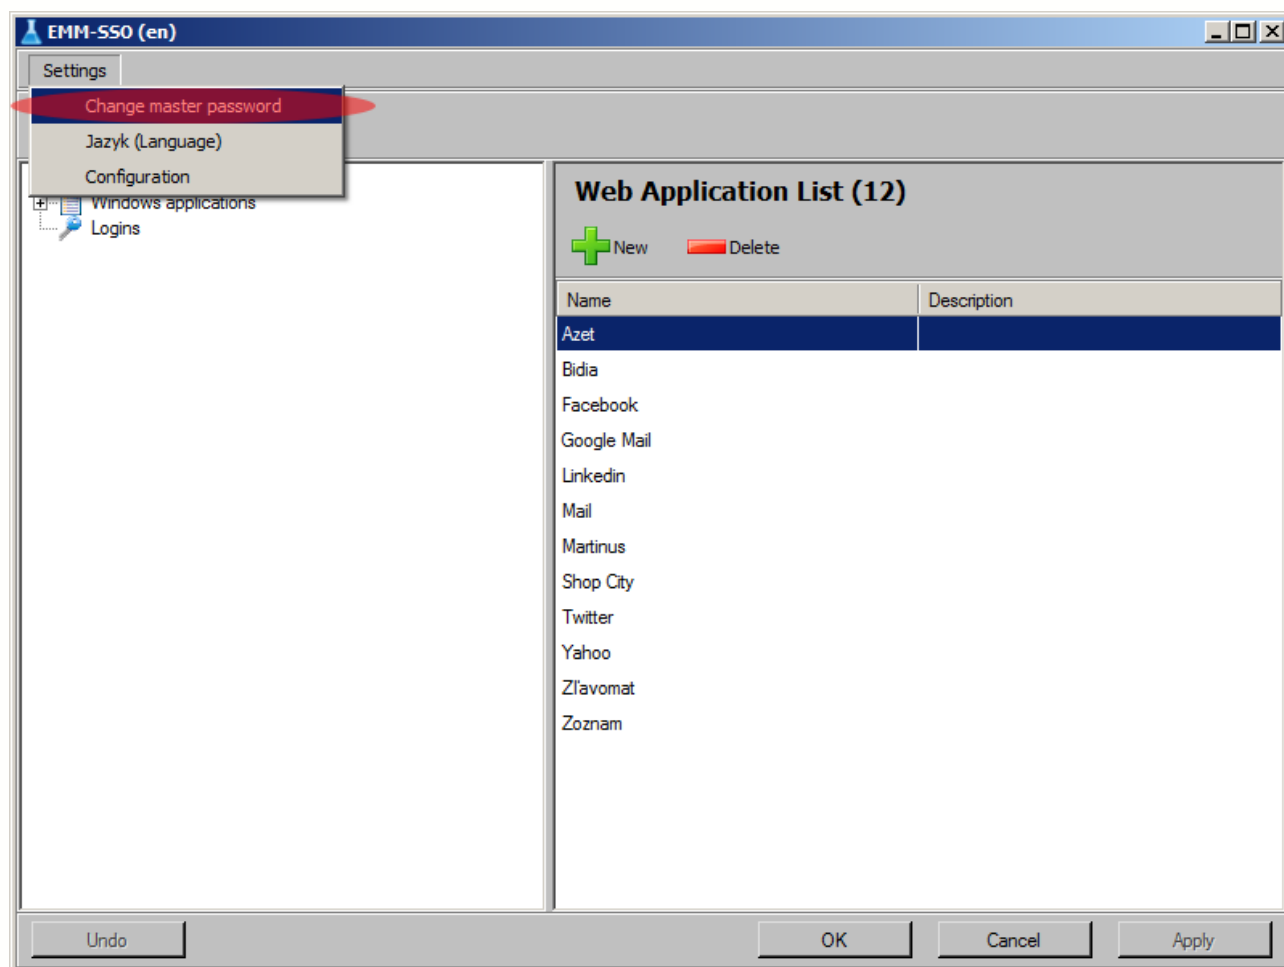 EMM-SSO (en)
Settings
Change master password
Jazyk (Language)
Configuration
Windows applications
Logins
Web Application List (12)
New Delete
Name Description
Azet
Bidia
Facebook
Google Mail
Linkedin
Mail
Martinus
Shop City
Twitter
Yahoo
Zľavomat
Zoznam
Undo OK Cancel Apply